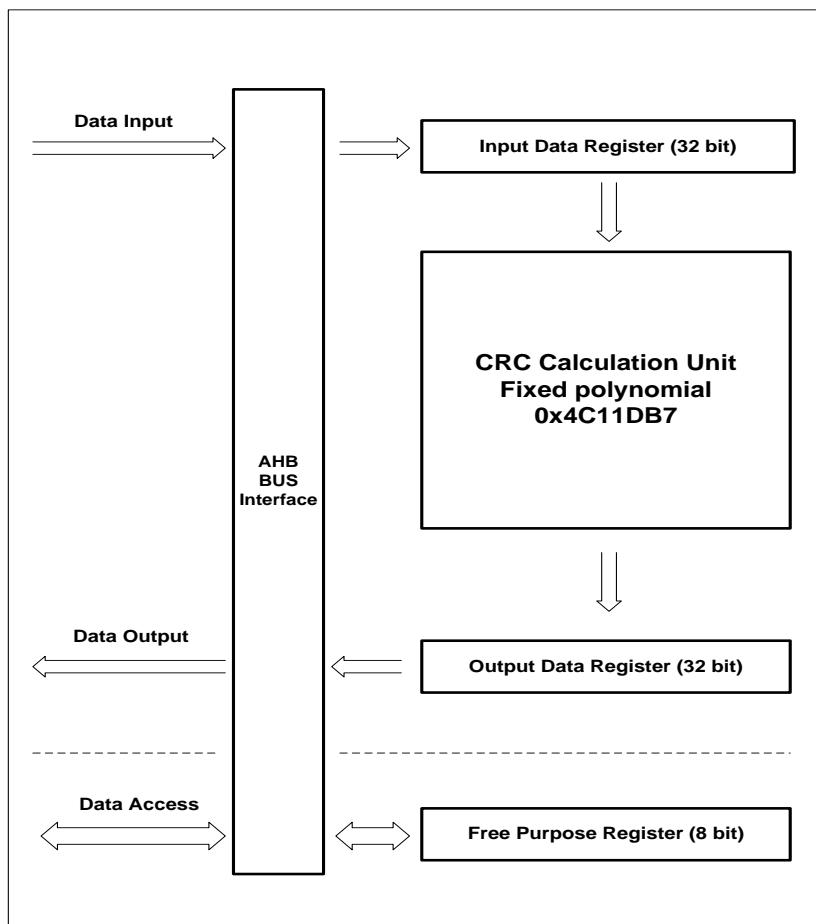 Data Input
Input Data Register (32 bit)
CRC Calculation Unit
Fixed polynomial
0x4C11DB7
AHB
BUS
Interface
Data Output
Output Data Register (32 bit)
Data Access
Free Purpose Register (8 bit)